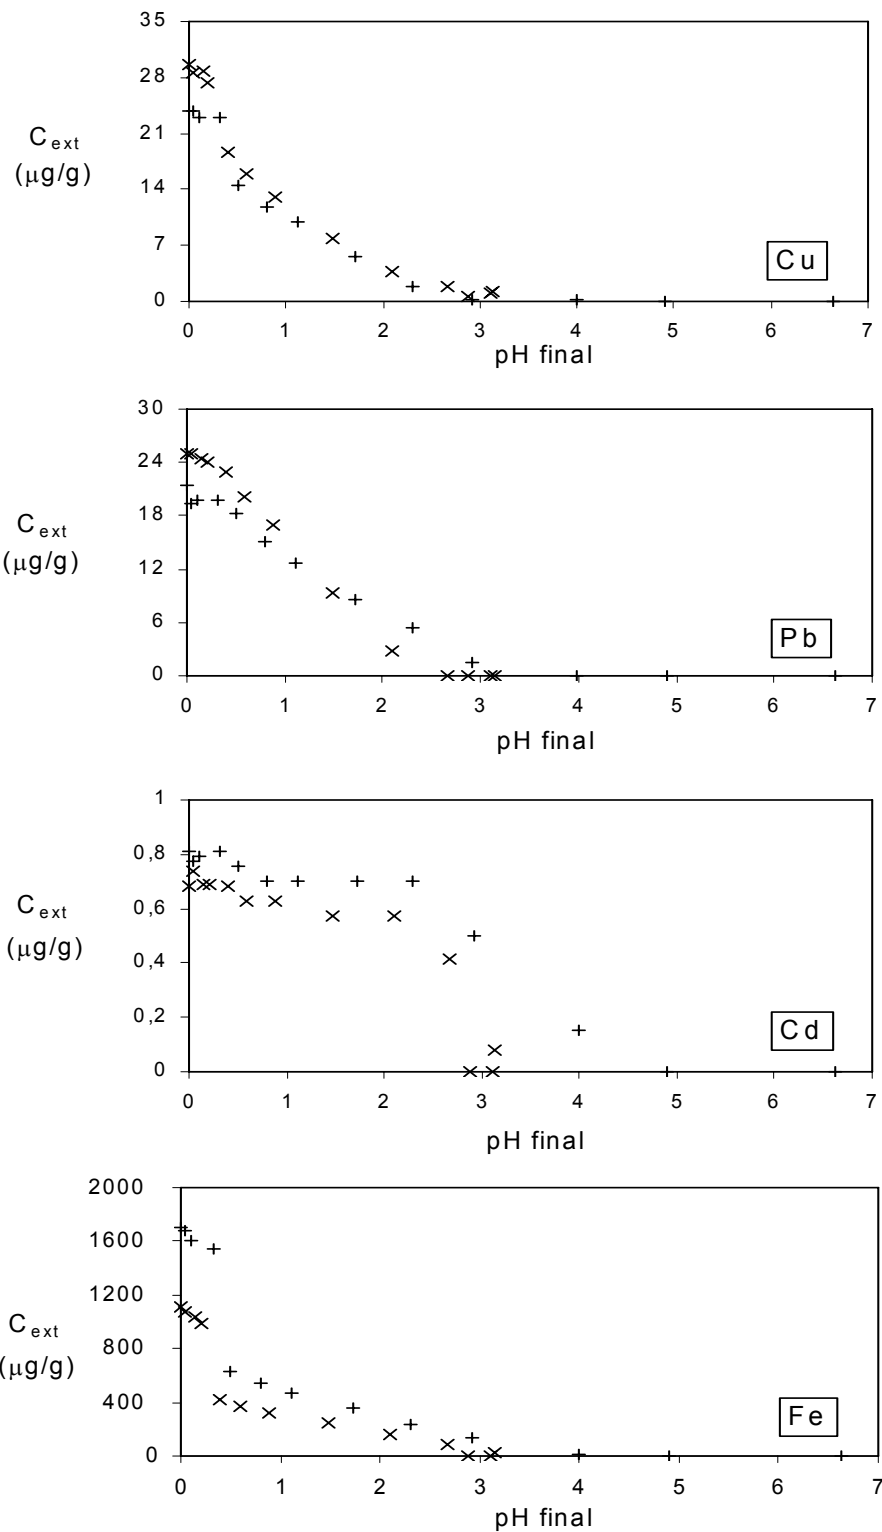 35
28
21
14
7
0
C ext
(μg/g)
Cu
0 1 2 3 4 5 6 7
pH final
30
24
18
12
6
0
C ext
(μg/g)
Pb
0 1 2 3 4 5 6 7
pH final
1
0,8
0,6
0,4
0,2
0
C ext
(μg/g)
Cd
0 1 2 3 4 5 6 7
pH final
2000
1600
1200
800
400
0
C ext
(μg/g)
Fe
0 1 2 3 4 5 6 7
pH final